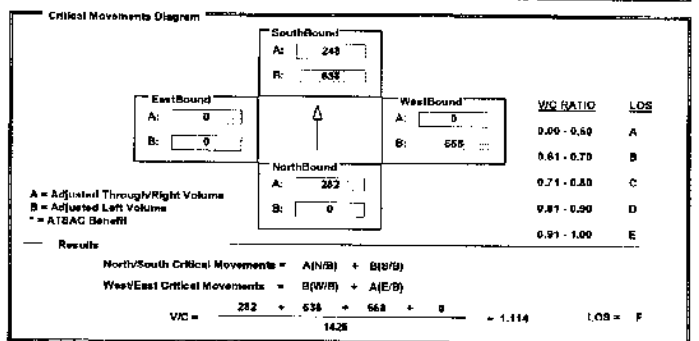 Critical Movements Diagram
SouthBound
A: 248
B: 638
EastBound
A: 0
B: 0
WestBound
A: 0
B: 668
NorthBound
A: 282
B: 0
V/C RATIO LOS
0.00 - 0.60 A
0.61 - 0.70 B
0.71 - 0.80 C
0.81 - 0.90 D
0.91 - 1.00 E
A = Adjusted Through/Right Volume
B = Adjusted Left Volume
* = ATSAC Benefit
Results
North/South Critical Movements = A(N/B) + B(S/B)
West/East Critical Movements = B(W/B) + A(E/B)
V/C = 282 + 638 + 668 + 0 = 1.114 LOS = F
1425